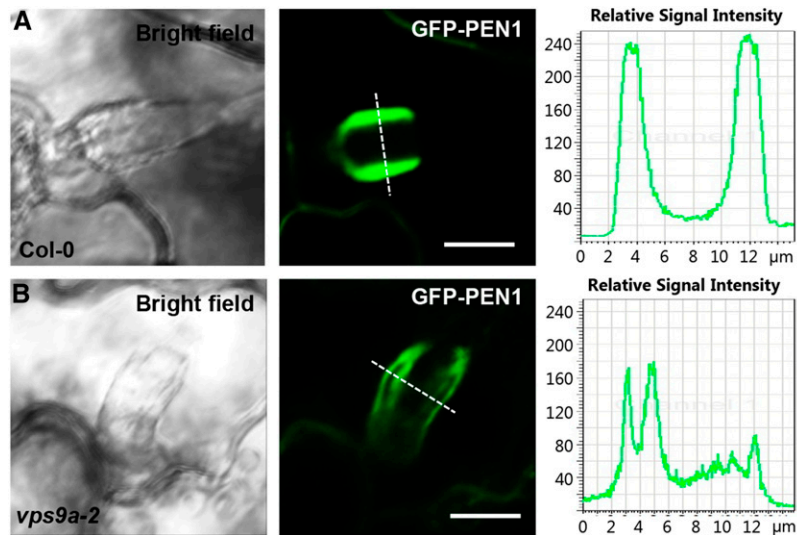 A
Bright field
Col-0
GFP-PEN1
Relative Signal Intensity
240
200
160
120
80
40
0 2 4 6 8 10 12 µm
Channel 1
B
Bright field
vps9a-2
GFP-PEN1
Relative Signal Intensity
240
200
160
120
80
40
0 2 4 6 8 10 12 µm